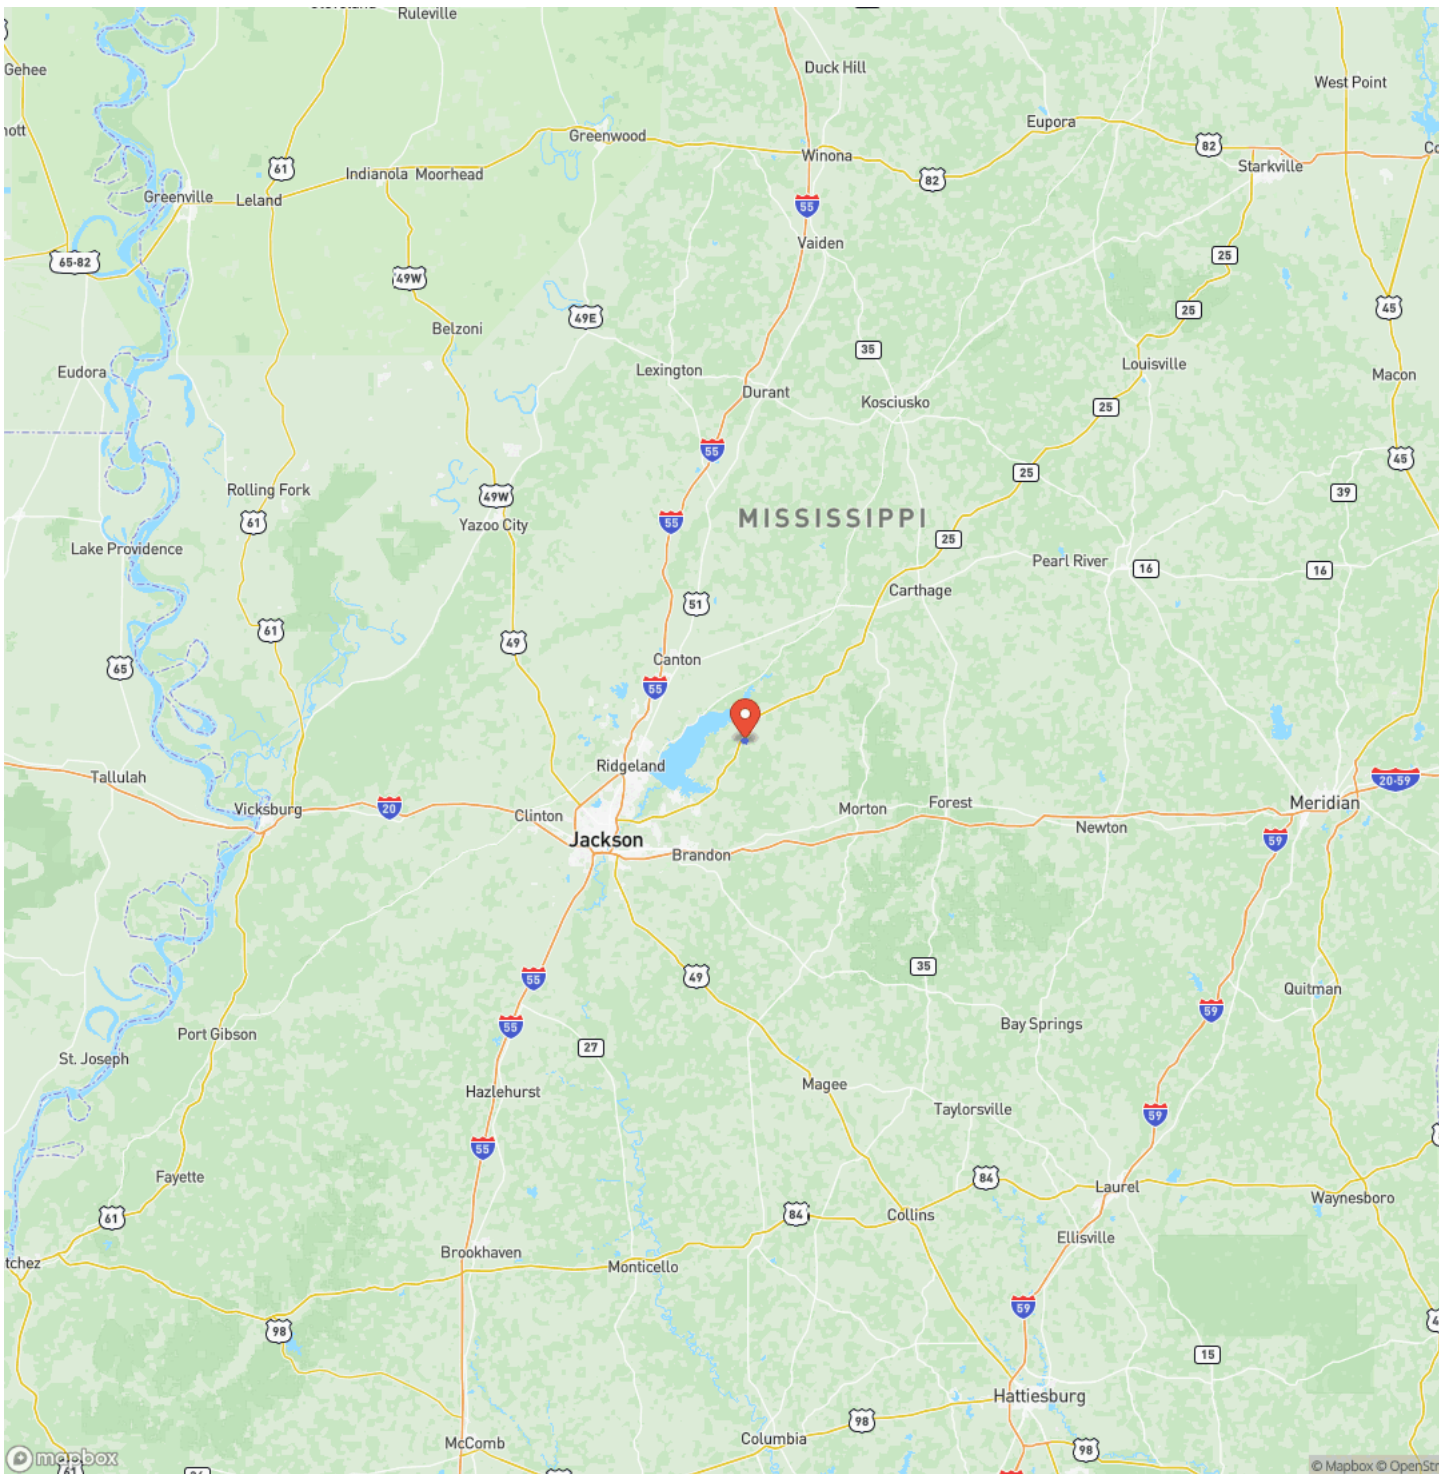 Ruleville
Gehee
Duck Hill
West Point
Eupora
Greenwood
82
Winona
Starkville
61
Indianola Moorhead
82
Greenville
Leland
55
Vaiden
65-82
25
49W
25
45
49E
Belzoni
35
Louisville
Eudora
Lexington
Macon
Durant
Kosciusko
25
55
45
25
Rolling Fork
49W
39
61
Yazoo City
55
MISSISSIPPI
25
Lake Providence
Pearl River
16
16
Carthage
51
61
49
Canton
65
55
Ridgeland
Tallulah
20-59
Vicksburg
20
Clinton
Morton
Forest
Meridian
Newton
Jackson
59
Brandon
35
55
49
Quitman
59
55
Bay Springs
Port Gibson
27
St. Joseph
Magee
Hazlehurst
Taylorsville
59
55
Fayette
84
Laurel
Waynesboro
61
84
Collins
Ellisville
Brookhaven
tchez
Monticello
59
98
15
Hattiesburg
98
Columbia
McComb
98
mapbox
© Mapbox © OpenStr
61